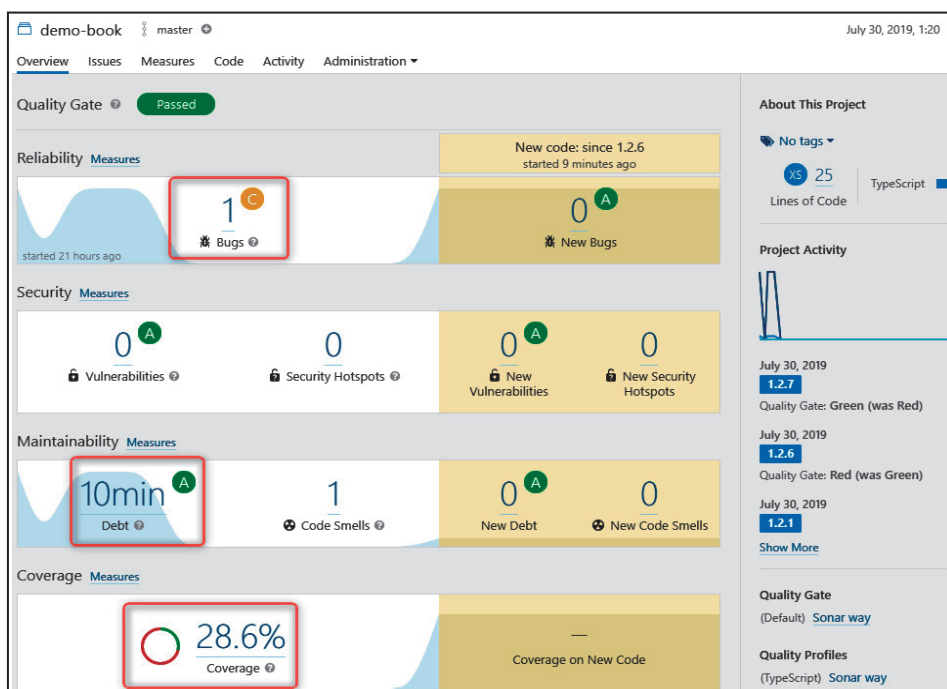 demo-book master July 30, 2019, 1:20
Overview Issues Measures Code Activity Administration
Quality Gate Passed
New code: since 1.2.6
started 9 minutes ago
Reliability Measures
1 C
Bugs
started 21 hours ago
0 A
New Bugs
Security Measures
0 A
Vulnerabilities
0
Security Hotspots
0 A
New
Vulnerabilities
0
New Security
Hotspots
Maintainability Measures
10min A
Debt
1
Code Smells
0 A
New Debt
0
New Code Smells
Coverage Measures
28.6%
Coverage
—
Coverage on New Code
About This Project
No tags
XS 25
Lines of Code
TypeScript
Project Activity
July 30, 2019
1.2.7
Quality Gate: Green (was Red)
July 30, 2019
1.2.6
Quality Gate: Red (was Green)
July 30, 2019
1.2.1
Show More
Quality Gate
(Default) Sonar way
Quality Profiles
(TypeScript) Sonar way